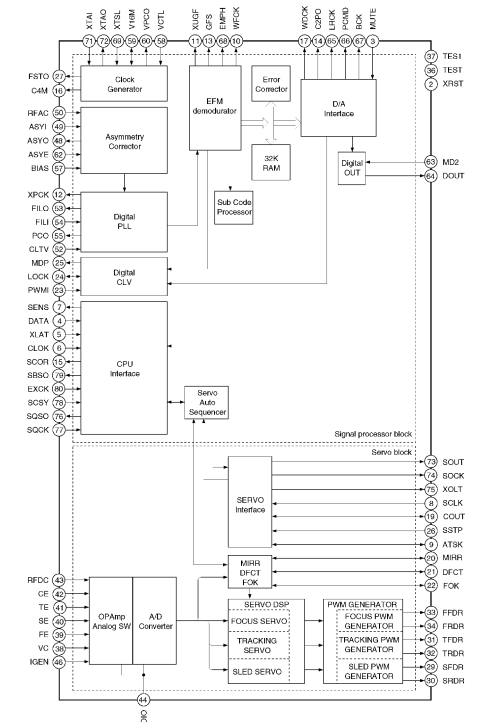 XTAI
XTAO
XTSL
V16M
VPCO
VCTL
XUGF
GFS
EMPH
WFCK
WDCK
C2PO
LRCK
PCMD
BCK
MUTE
71 72 69 59 60 58 11 13 68 10 17 14 65 66 67 3
FSTO 27
C4M 16
RFAC 50
ASYI 49
ASYO 48
ASYE 62
BIAS 57
XPCK 12
FILO 53
FILI 54
PCO 55
CLTV 52
MDP 25
LOCK 24
PWMI 23
SENS 7
DATA 4
XLAT 5
CLOK 6
SCOR 15
SBSO 79
EXCK 80
SCSY 78
SQSO 76
SQCK 77
RFDC 43
CE 42
TE 41
SE 40
FE 39
VC 38
IGEN 46
Clock
Generator
Asymmetry
Corrector
Digital
PLL
Digital
CLV
CPU
Interface
EFM
demodurator
Error
Corrector
32K
RAM
Sub Code
Processor
D/A
Interface
Digital
OUT
Servo
Auto
Sequencer
Signal processor block
Servo block
SERVO
Interface
MIRR
DFCT
FOK
OPAmp
Analog SW
A/D
Converter
SERVO DSP
FOCUS SERVO
TRACKING
SERVO
SLED SERVO
PWM GENERATOR
FOCUS PWM
GENERATOR
TRACKING PWM
GENERATOR
SLED PWM
GENERATOR
37 TES1
36 TEST
2 XRST
63 MD2
64 DOUT
73 SOUT
74 SOCK
75 XOLT
8 SCLK
19 COUT
26 SSTP
9 ATSK
20 MIRR
21 DFCT
22 FOK
33 FFDR
34 FRDR
31 TFDR
32 TRDR
29 SFDR
30 SRDR
44